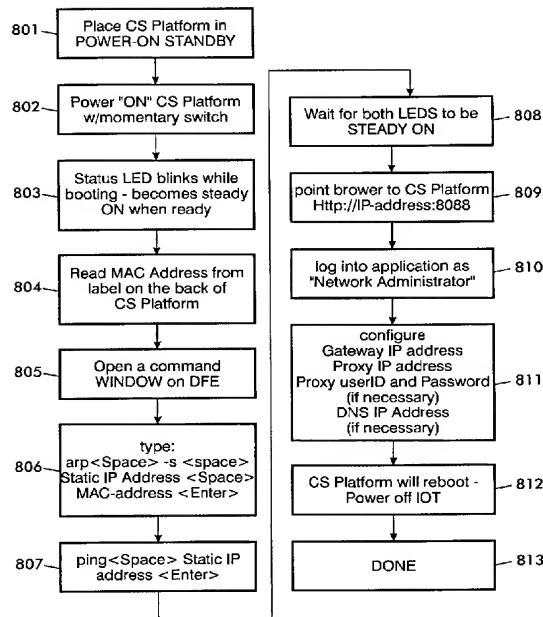 801
Place CS Platform in
POWER-ON STANDBY
802
Power "ON" CS Platform
w/momentary switch
803
Status LED blinks while
booting - becomes steady
ON when ready
804
Read MAC Address from
label on the back of
CS Platform
805
Open a command
WINDOW on DFE
806
type:
arp<Space> -s <space>
Static IP Address <Space>
MAC-address <Enter>
807
ping<Space> Static IP
address <Enter>
Wait for both LEDS to be
STEADY ON
808
point brower to CS Platform
Http://IP-address:8088
809
log into application as
"Network Administrator"
810
configure
Gateway IP address
Proxy IP address
Proxy userID and Password
(if necessary)
DNS IP Address
(if necessary)
811
CS Platform will reboot -
Power off IOT
812
DONE
813